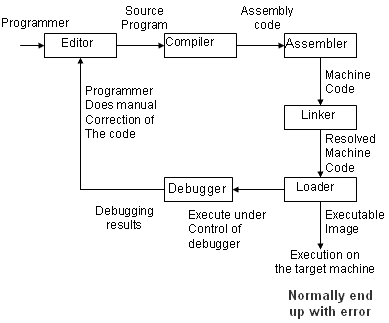 Programmer
Source
Program
Assembly
code
Editor
Compiler
Assembler
Machine
Code
Programmer
Does manual
Correction of
The code
Linker
Resolved
Machine
Code
Debugger
Loader
Debugging
results
Execute under
Control of
debugger
Executable
Image
Execution on
the target machine
Normally end
up with error